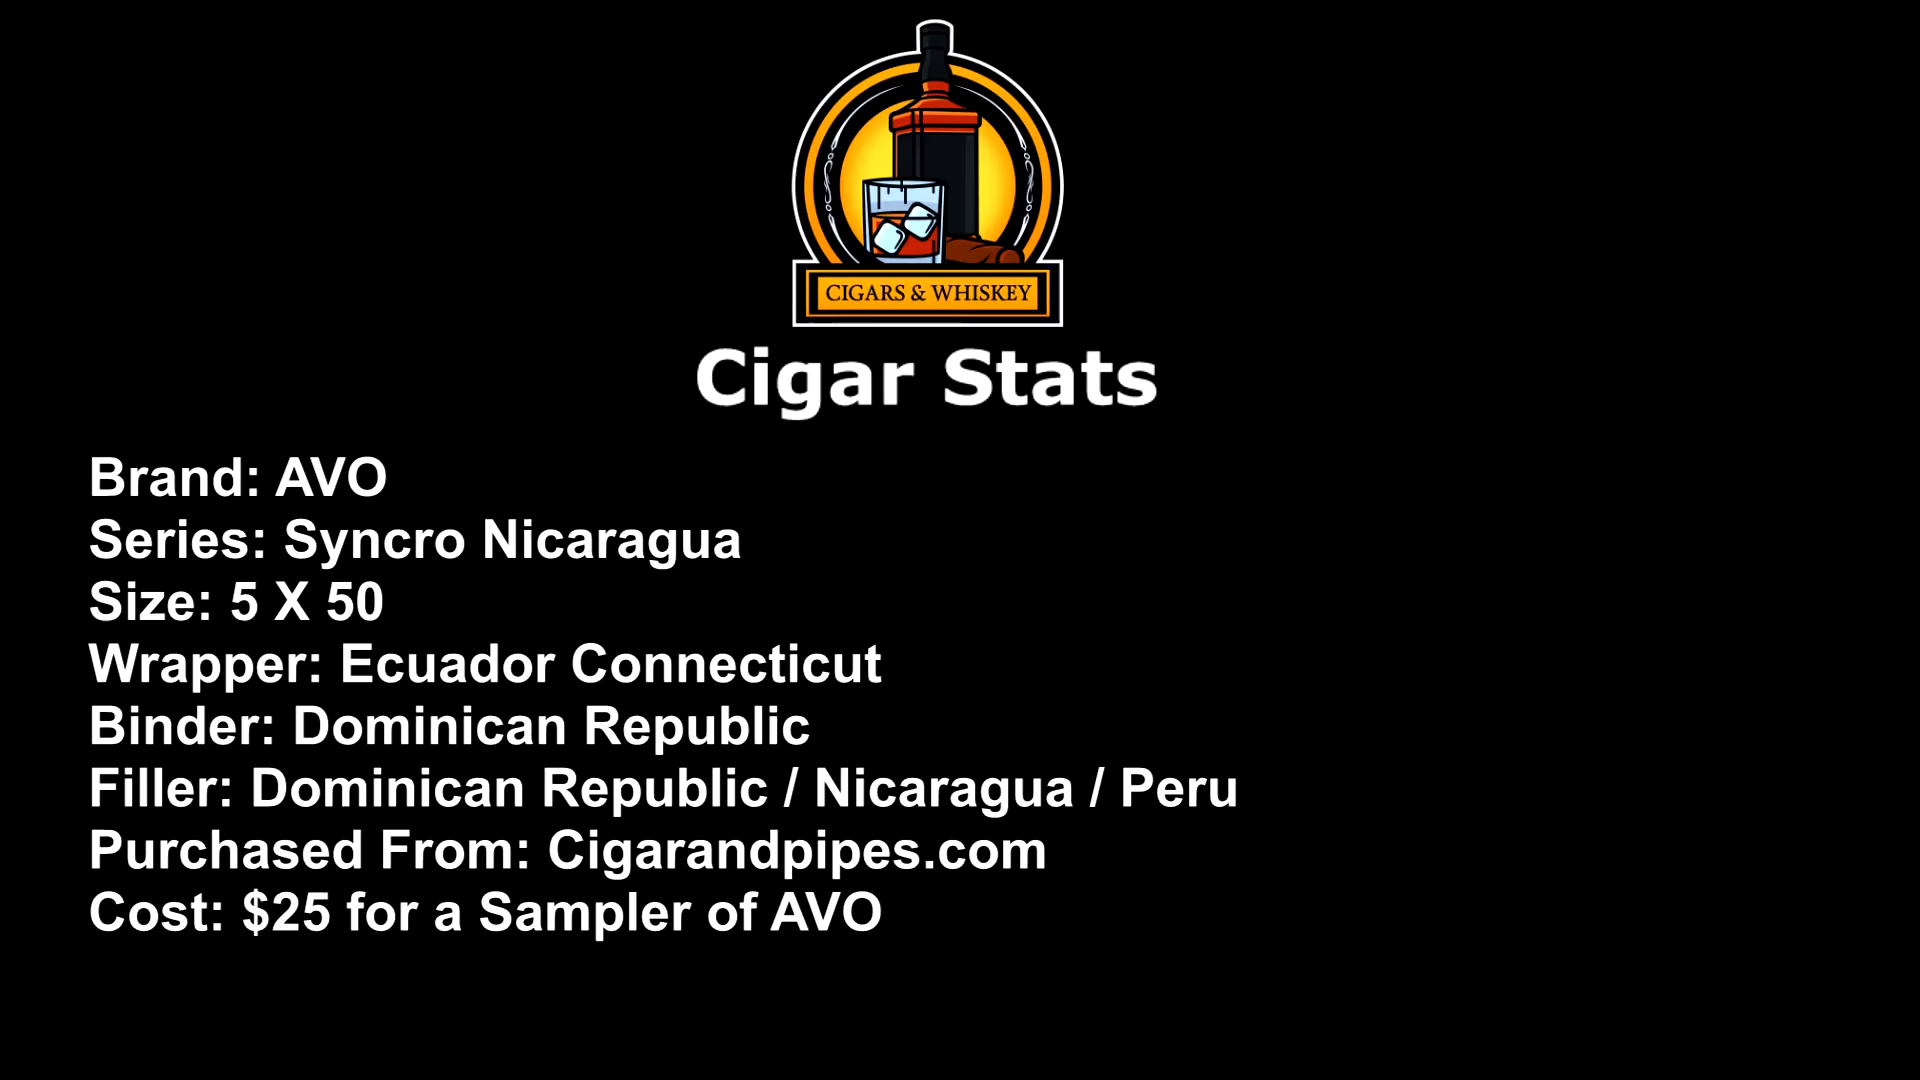 CIGARS & WHISKEY
Cigar Stats
Brand: AVO
Series: Syncro Nicaragua
Size: 5 X 50
Wrapper: Ecuador Connecticut
Binder: Dominican Republic
Filler: Dominican Republic / Nicaragua / Peru
Purchased From: Cigarandpipes.com
Cost: $25 for a Sampler of AVO